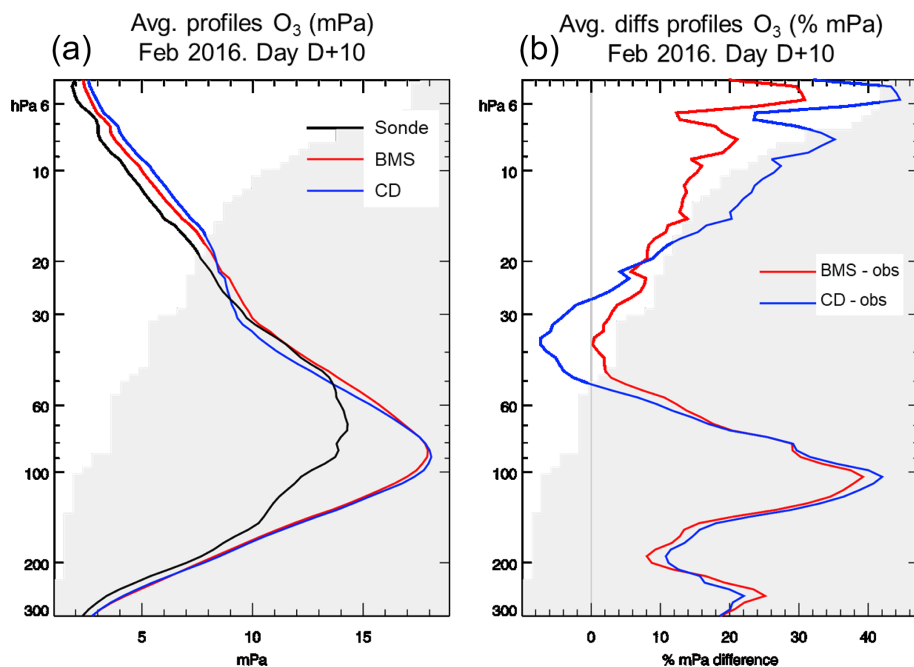 (a)
Avg. profiles O3 (mPa)
Feb 2016. Day D+10
hPa 6
10
20
30
60
100
200
300
Sonde
BMS
CD
5
10
15
mPa
(b)
Avg. diffs profiles O3 (% mPa)
Feb 2016. Day D+10
hPa 6
10
20
30
60
100
200
300
BMS - obs
CD - obs
0
10
20
30
40
% mPa difference